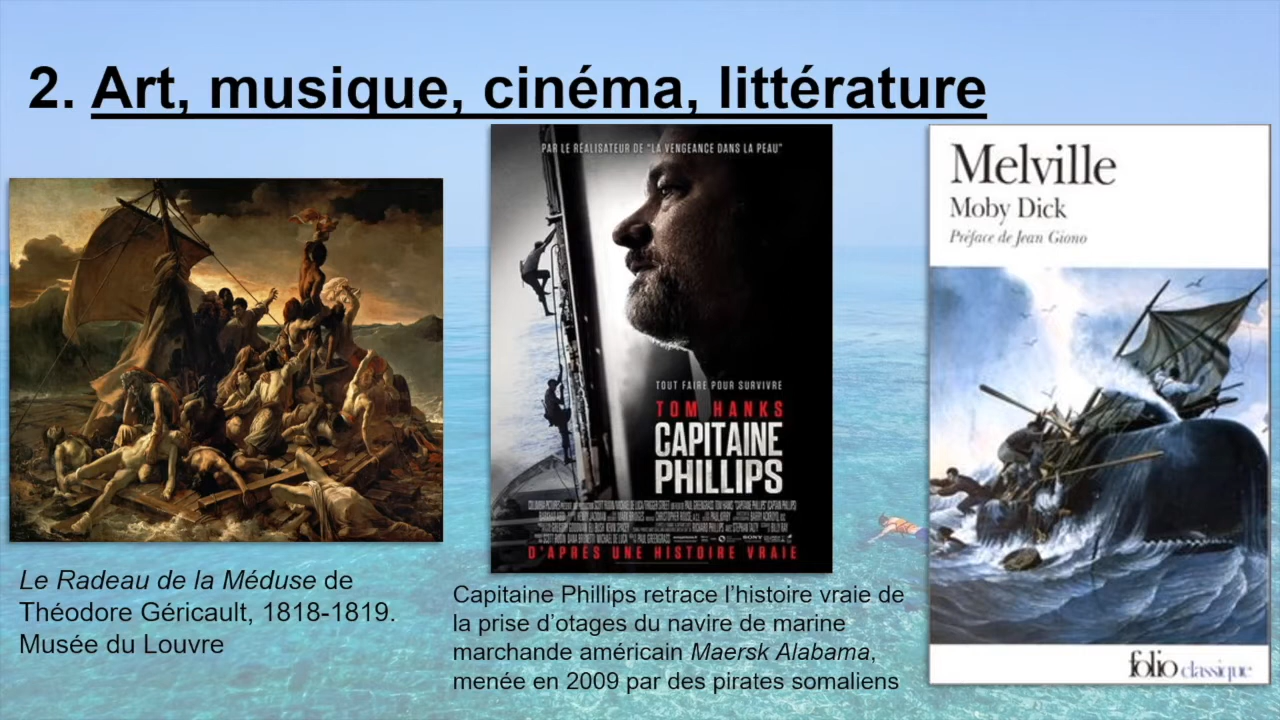 2. Art, musique, cinéma, littérature
Le Radeau de la Méduse de
Théodore Géricault, 1818-1819.
Musée du Louvre
PAR LE RÉALISATEUR DE "LA VENGEANCE DANS LA PEAU"
TOUT FAIRE POUR SURVIVRE
TOM HANKS
CAPITAINE
PHILLIPS
D'APRÈS UNE HISTOIRE VRAIE
Capitaine Phillips retrace l'histoire vraie de
la prise d'otages du navire de marine
marchande américain Maersk Alabama,
menée en 2009 par des pirates somaliens
Melville
Moby Dick
Préface de Jean Giono
folio classique